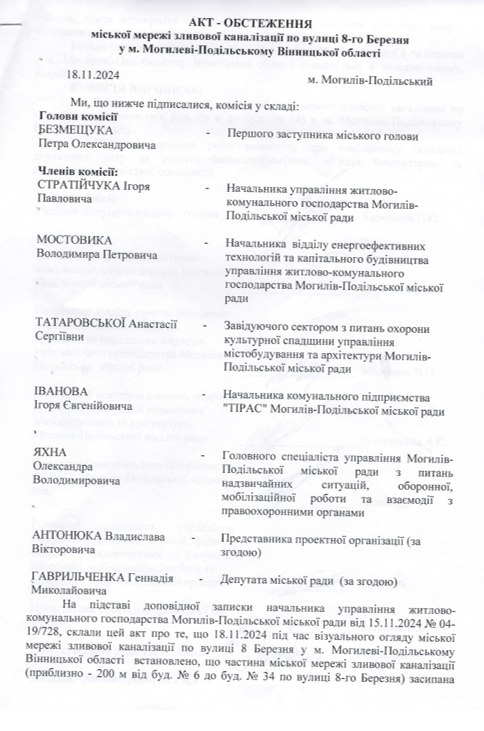 АКТ - ОБСТЕЖЕННЯ
міської мережі зливової каналізації по вулиці 8-го Березня
у м. Могилеві-Подільському Вінницької області
18.11.2024 м. Могилів-Подільський
Ми, що нижче підписалися, комісія у складі:
Голови комісії
БЕЗМЕЩУКА - Першого заступника міського голови
Петра Олександровича
Членів комісії:
СТРАТІЙЧУКА Ігоря - Начальника управління житлово-
Павловича комунального господарства Могилів-
Подільської міської ради
МОСТОВИКА - Начальника відділу енергоефективних
Володимира Петровича технологій та капітального будівництва
управління житлово-комунального
господарства Могилів-Подільської міської
ради
ТАТАРОВСЬКОЇ Анастасії - Завідуючого сектором з питань охорони
Сергіївни культурної спадщини управління
містобудування та архітектури Могилів-
Подільської міської ради
ІВАНОВА - Начальника комунального підприємства
Ігоря Євгенійовича "ТІРАС" Могилів-Подільської міської ради
ЯХНА - Головного спеціаліста управління Могилів-
Олександра Подільської міської ради з питань
Володимировича надзвичайних ситуацій, оборонної,
мобілізаційної роботи та взаємодії з
правоохоронними органами
АНТОНЮКА Владислава - Представника проектної організації (за
Вікторовича згодою)
ГАВРИЛЬЧЕНКА Геннадія - Депутата міської ради (за згодою)
Миколайовича
На підставі доповідної записки начальника управління житлово-
комунального господарства Могилів-Подільської міської ради від 15.11.2024 № 04-
19/728, склали цей акт про те, що 18.11.2024 під час візуального огляду міської
мережі зливової каналізації по вулиці 8 Березня у м. Могилеві-Подільському
Вінницької області встановлено, що частина міської мережі зливової каналізації
(приблизно - 200 м від буд. № 6 до буд. № 34 по вулиці 8-го Березня) засипана